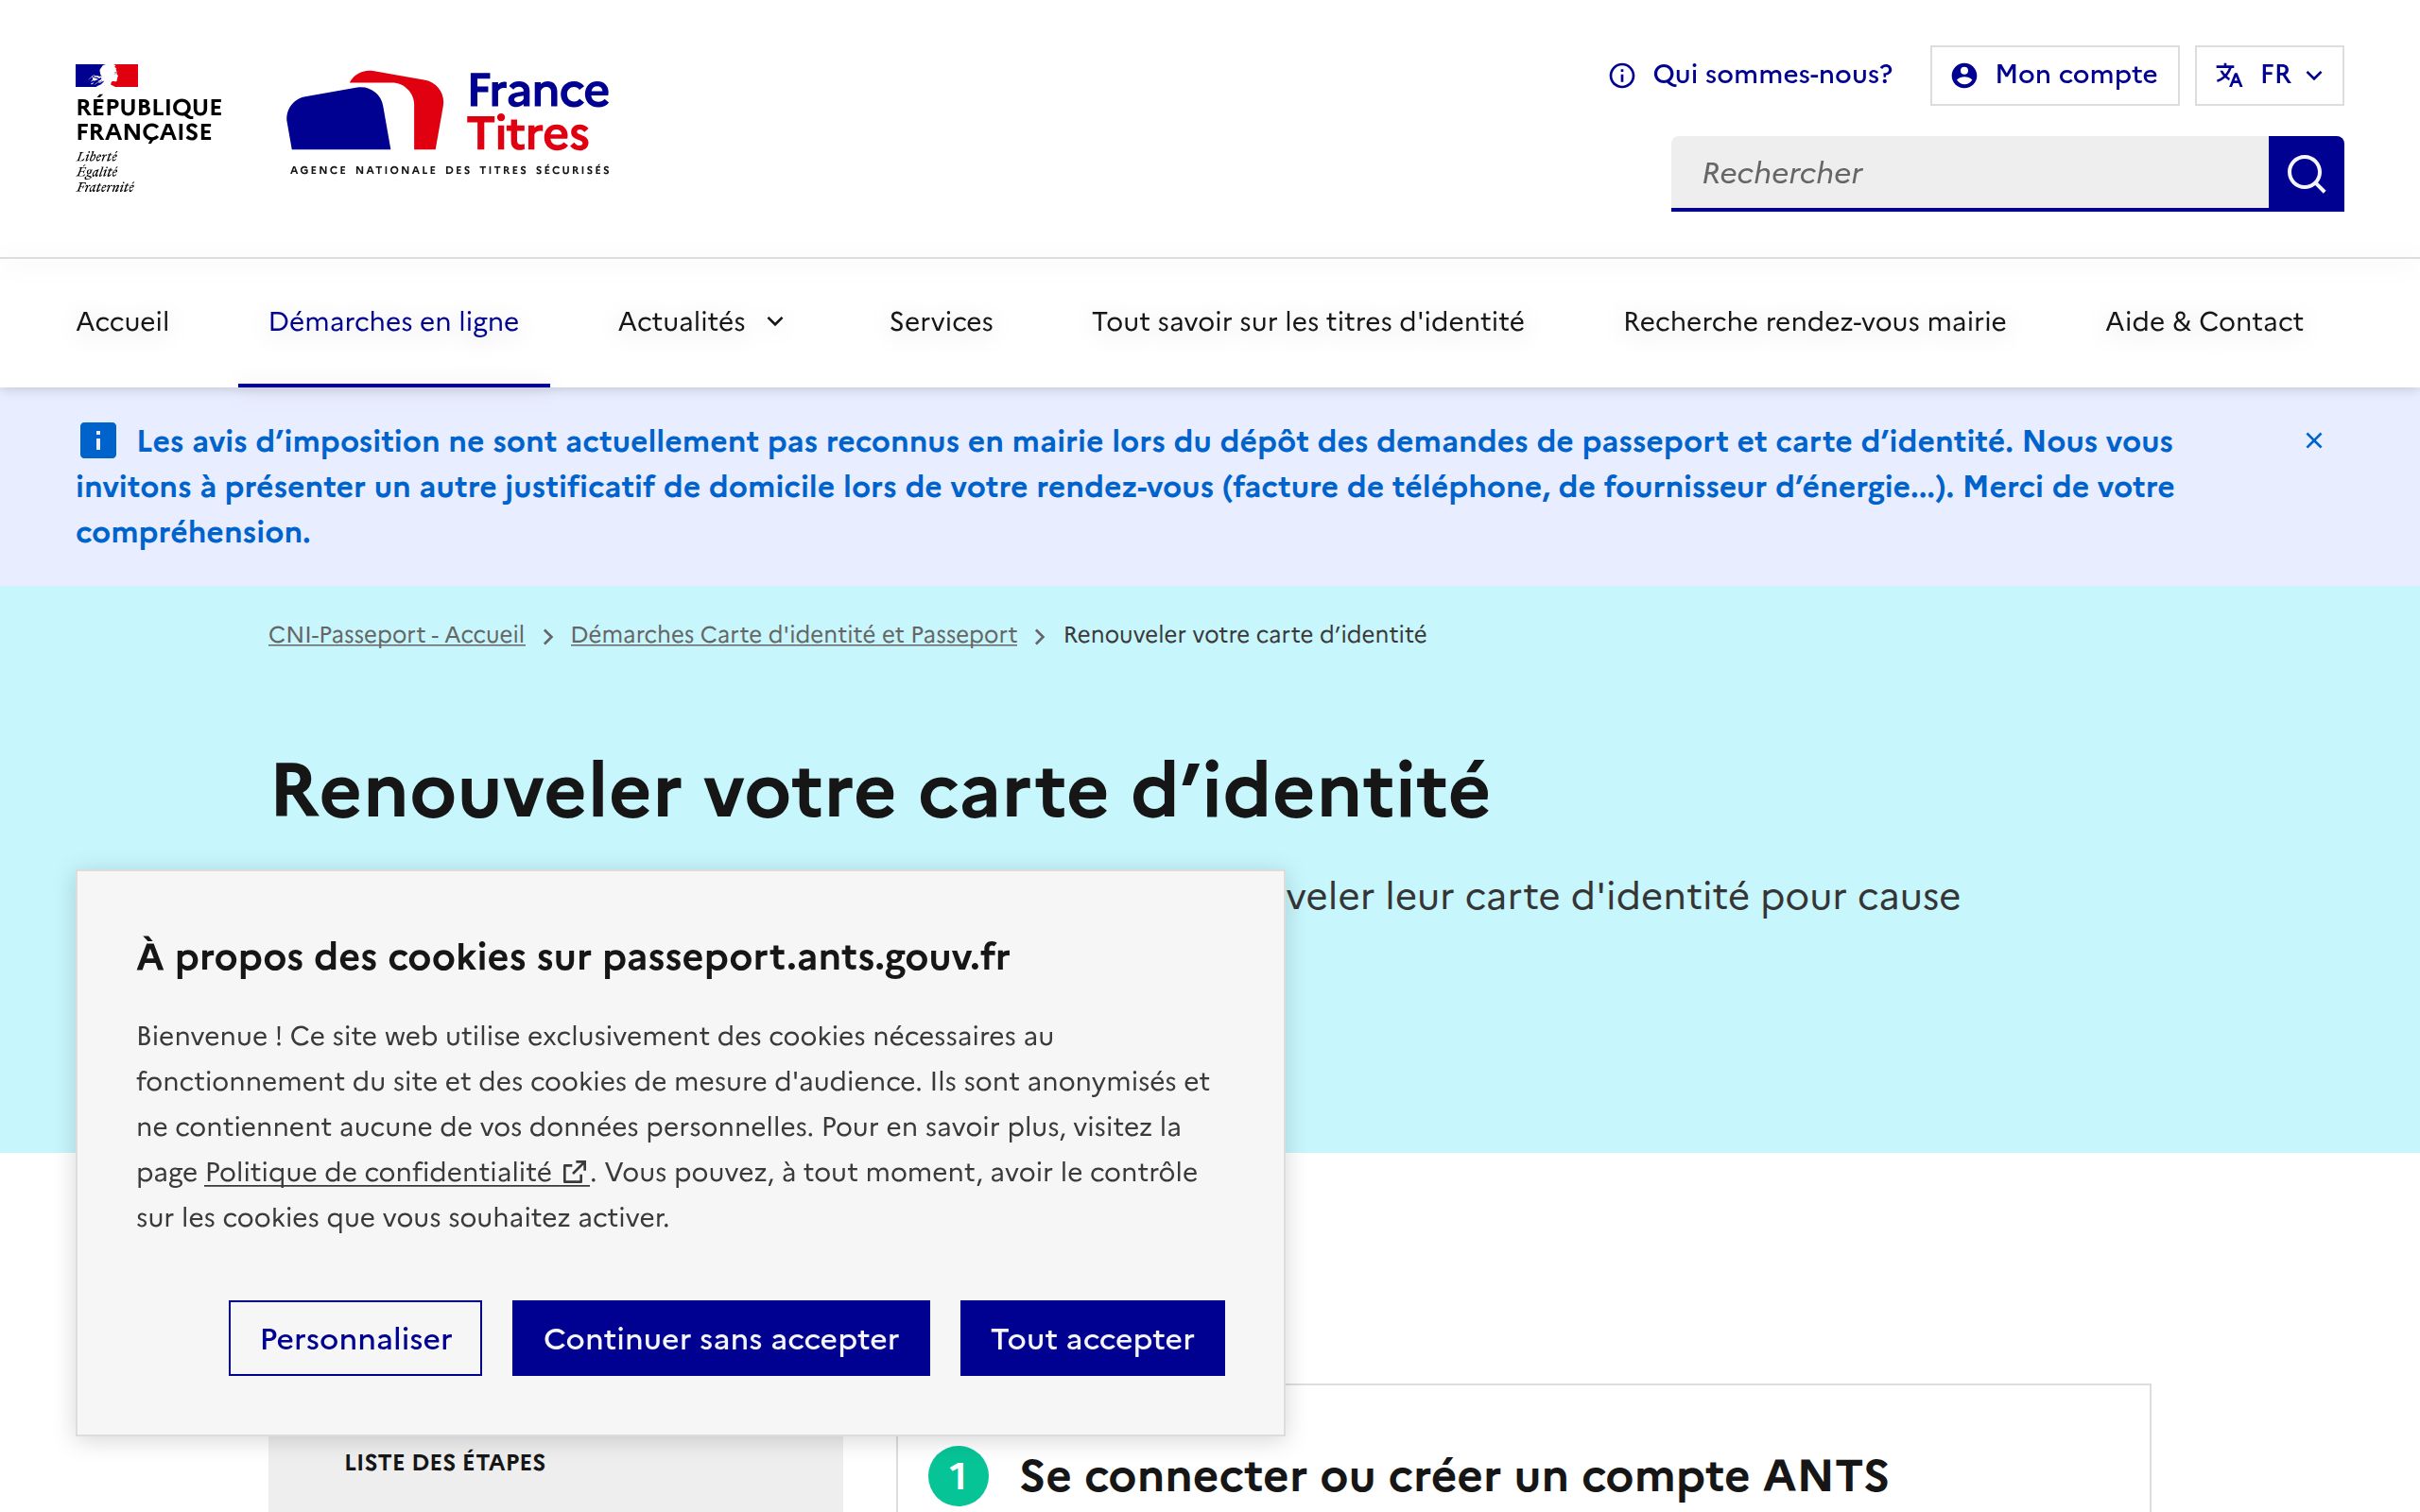 RÉPUBLIQUE
FRANÇAISE
Liberté
Égalité
Fraternité
France
Titres
AGENCE NATIONALE DES TITRES SÉCURISÉS
Qui sommes-nous?
Mon compte
FR
Rechercher
Accueil
Démarches en ligne
Actualités
Services
Tout savoir sur les titres d'identité
Recherche rendez-vous mairie
Aide & Contact
Les avis d’imposition ne sont actuellement pas reconnus en mairie lors du dépôt des demandes de passeport et carte d’identité. Nous vous
invitons à présenter un autre justificatif de domicile lors de votre rendez-vous (facture de téléphone, de fournisseur d’énergie...). Merci de votre
compréhension.
CNI-Passeport - Accueil > Démarches Carte d'identité et Passeport > Renouveler votre carte d’identité
Renouveler votre carte d’identité
veler leur carte d'identité pour cause
À propos des cookies sur passeport.ants.gouv.fr
Bienvenue ! Ce site web utilise exclusivement des cookies nécessaires au
fonctionnement du site et des cookies de mesure d'audience. Ils sont anonymisés et
ne contiennent aucune de vos données personnelles. Pour en savoir plus, visitez la
page Politique de confidentialité . Vous pouvez, à tout moment, avoir le contrôle
sur les cookies que vous souhaitez activer.
Personnaliser
Continuer sans accepter
Tout accepter
LISTE DES ÉTAPES
1 Se connecter ou créer un compte ANTS